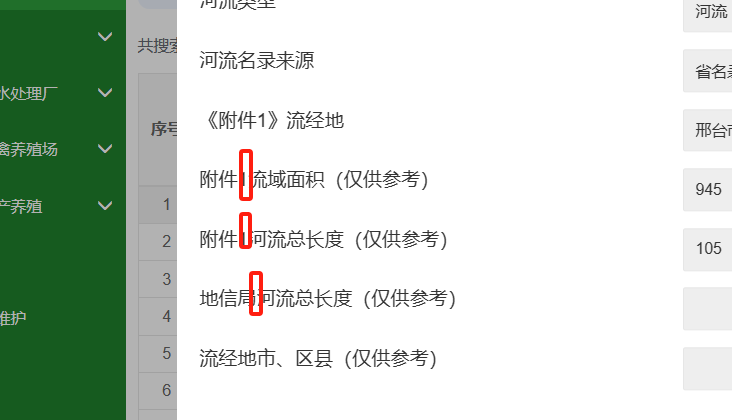 河流类型
河流
共搜索
河流名录来源
省名录
水处理厂
《附件1》流经地
邢台市
序号
禽养殖场
附件1流域面积（仅供参考）
945
产养殖
1
附件1河流总长度（仅供参考）
105
2
3
地信局河流总长度（仅供参考）
维护
4
流经地市、区县（仅供参考）
5
6